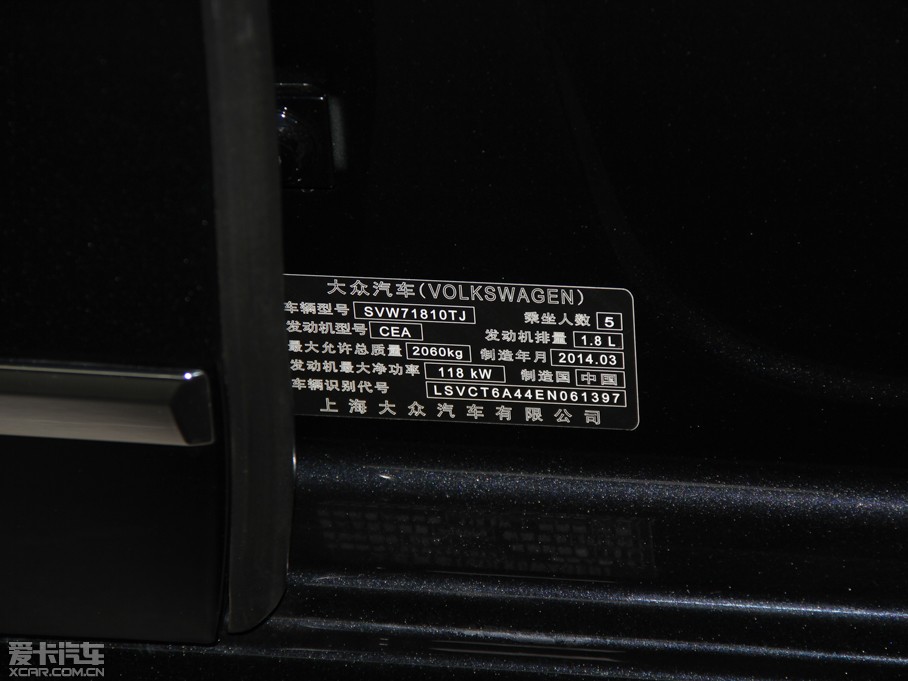 大众汽车(VOLKSWAGEN)
车辆型号 SVW71810TJ 乘坐人数 5
发动机型号 CEA 发动机排量 1.8 L
最大允许总质量 2060kg 制造年月 2014.03
发动机最大净功率 118 kW 制造国 中国
车辆识别代号 LSVCT6A44EN061397
上海大众汽车有限公司
爱卡汽车
XCAR.COM.CN